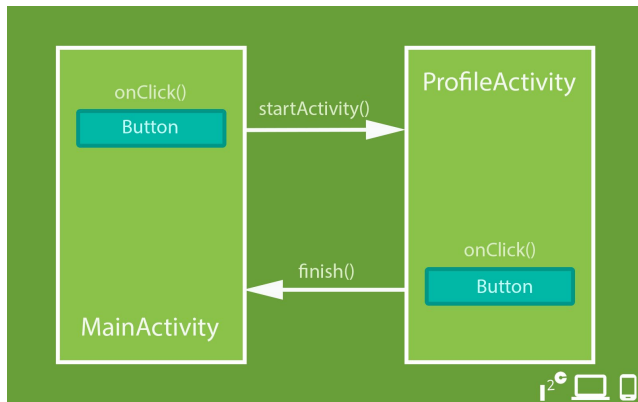 onClick()
Button
MainActivity
startActivity()
finish()
ProfileActivity
onClick()
Button